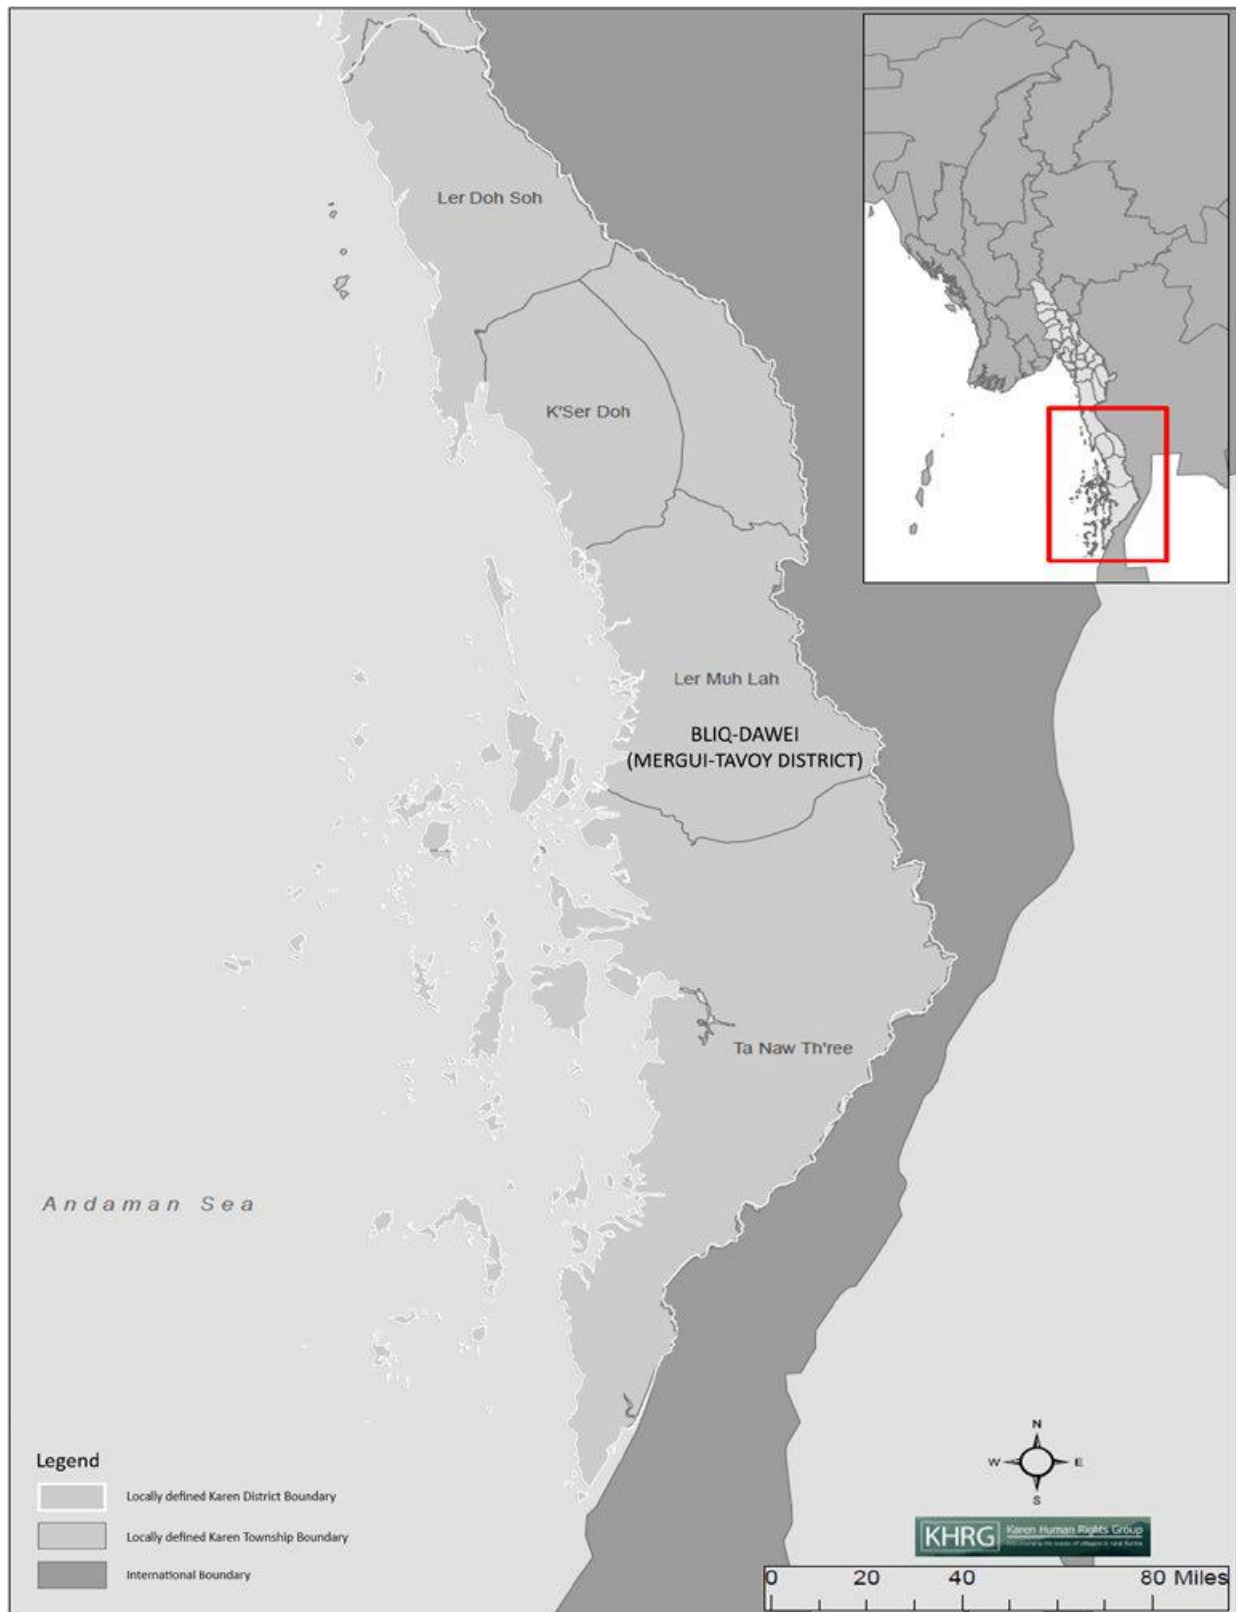 Ler Doh Soh
K'Ser Doh
Ler Muh Lah
BLIQ-DAWEI
(MERGUI-TAVOY DISTRICT)
Ta Naw Th'ree
Andaman Sea
Legend
Locally defined Karen District Boundary
Locally defined Karen Township Boundary
International Boundary
N
W E
S
KHRG Karen Human Rights Group
0 20 40 80 Miles